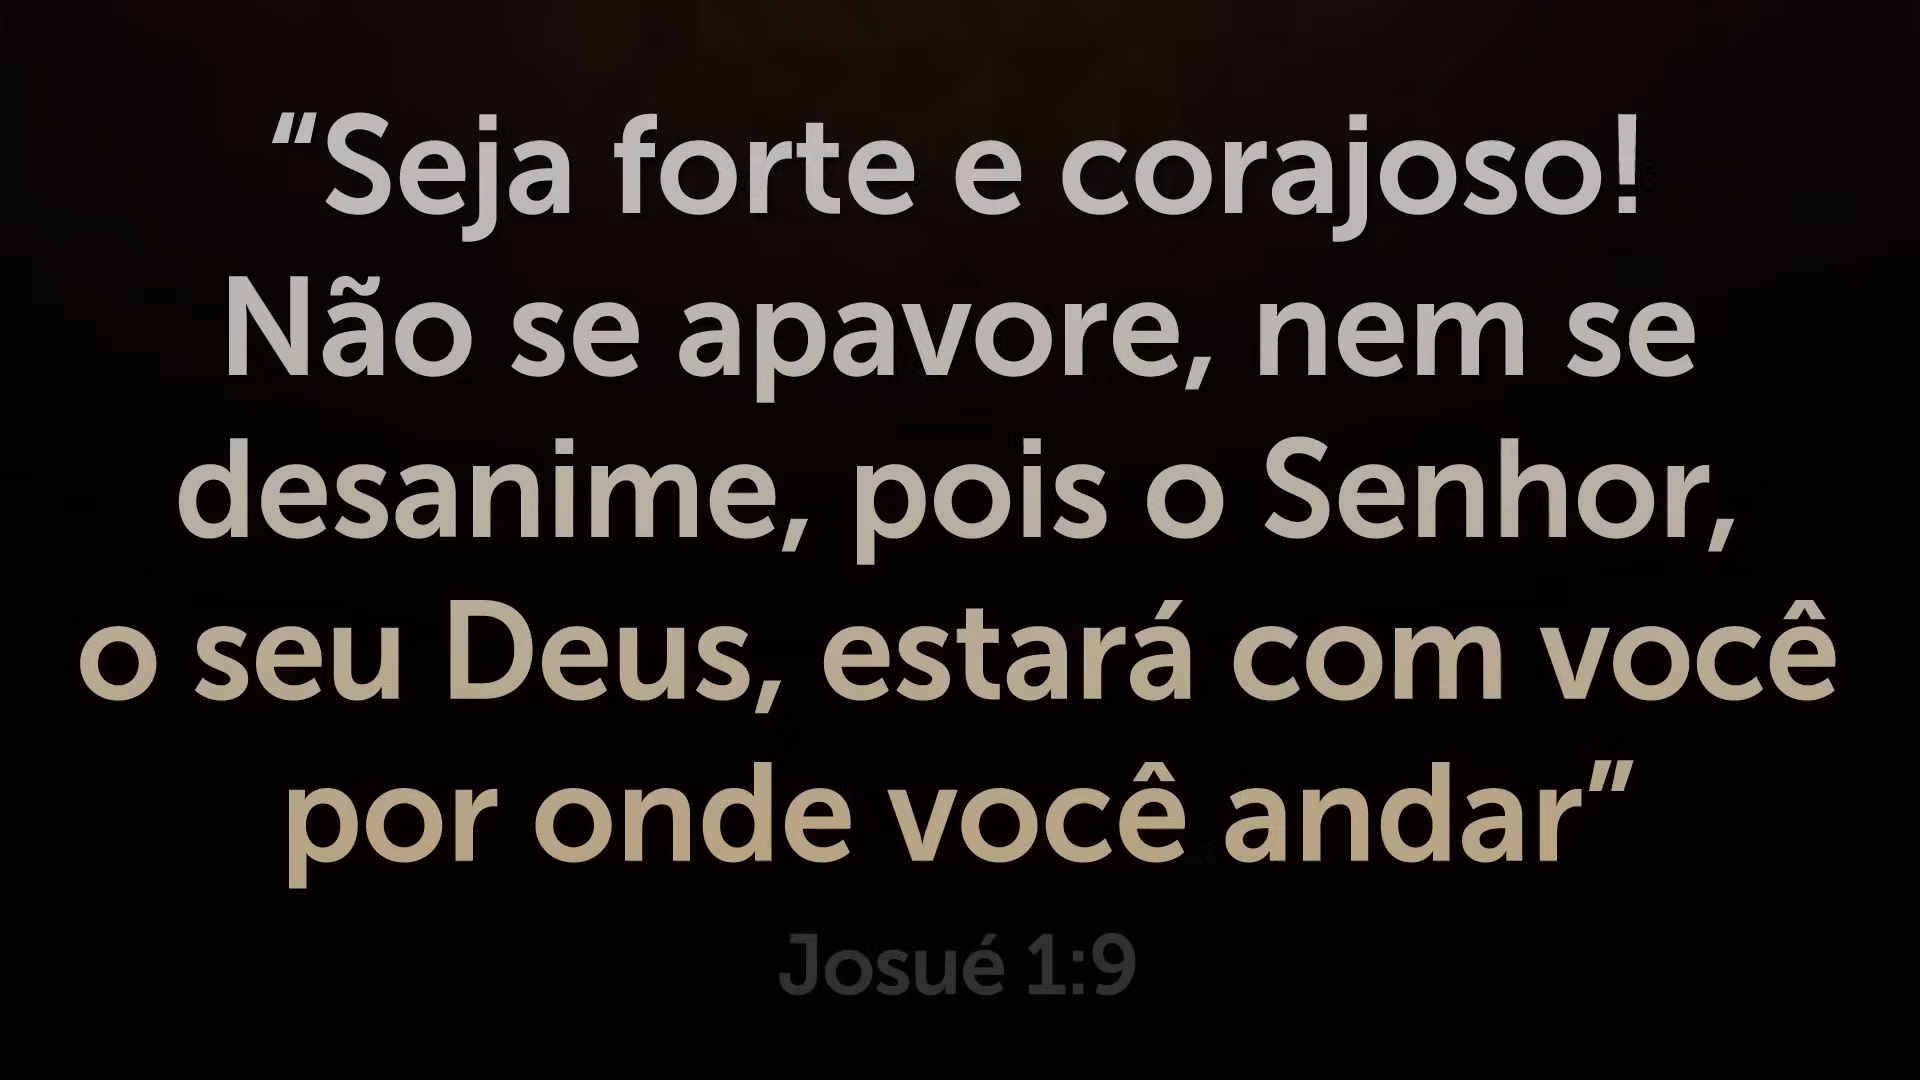 “Seja forte e corajoso!
Não se apavore, nem se
desanime, pois o Senhor,
o seu Deus, estará com você
por onde você andar”
Josué 1:9